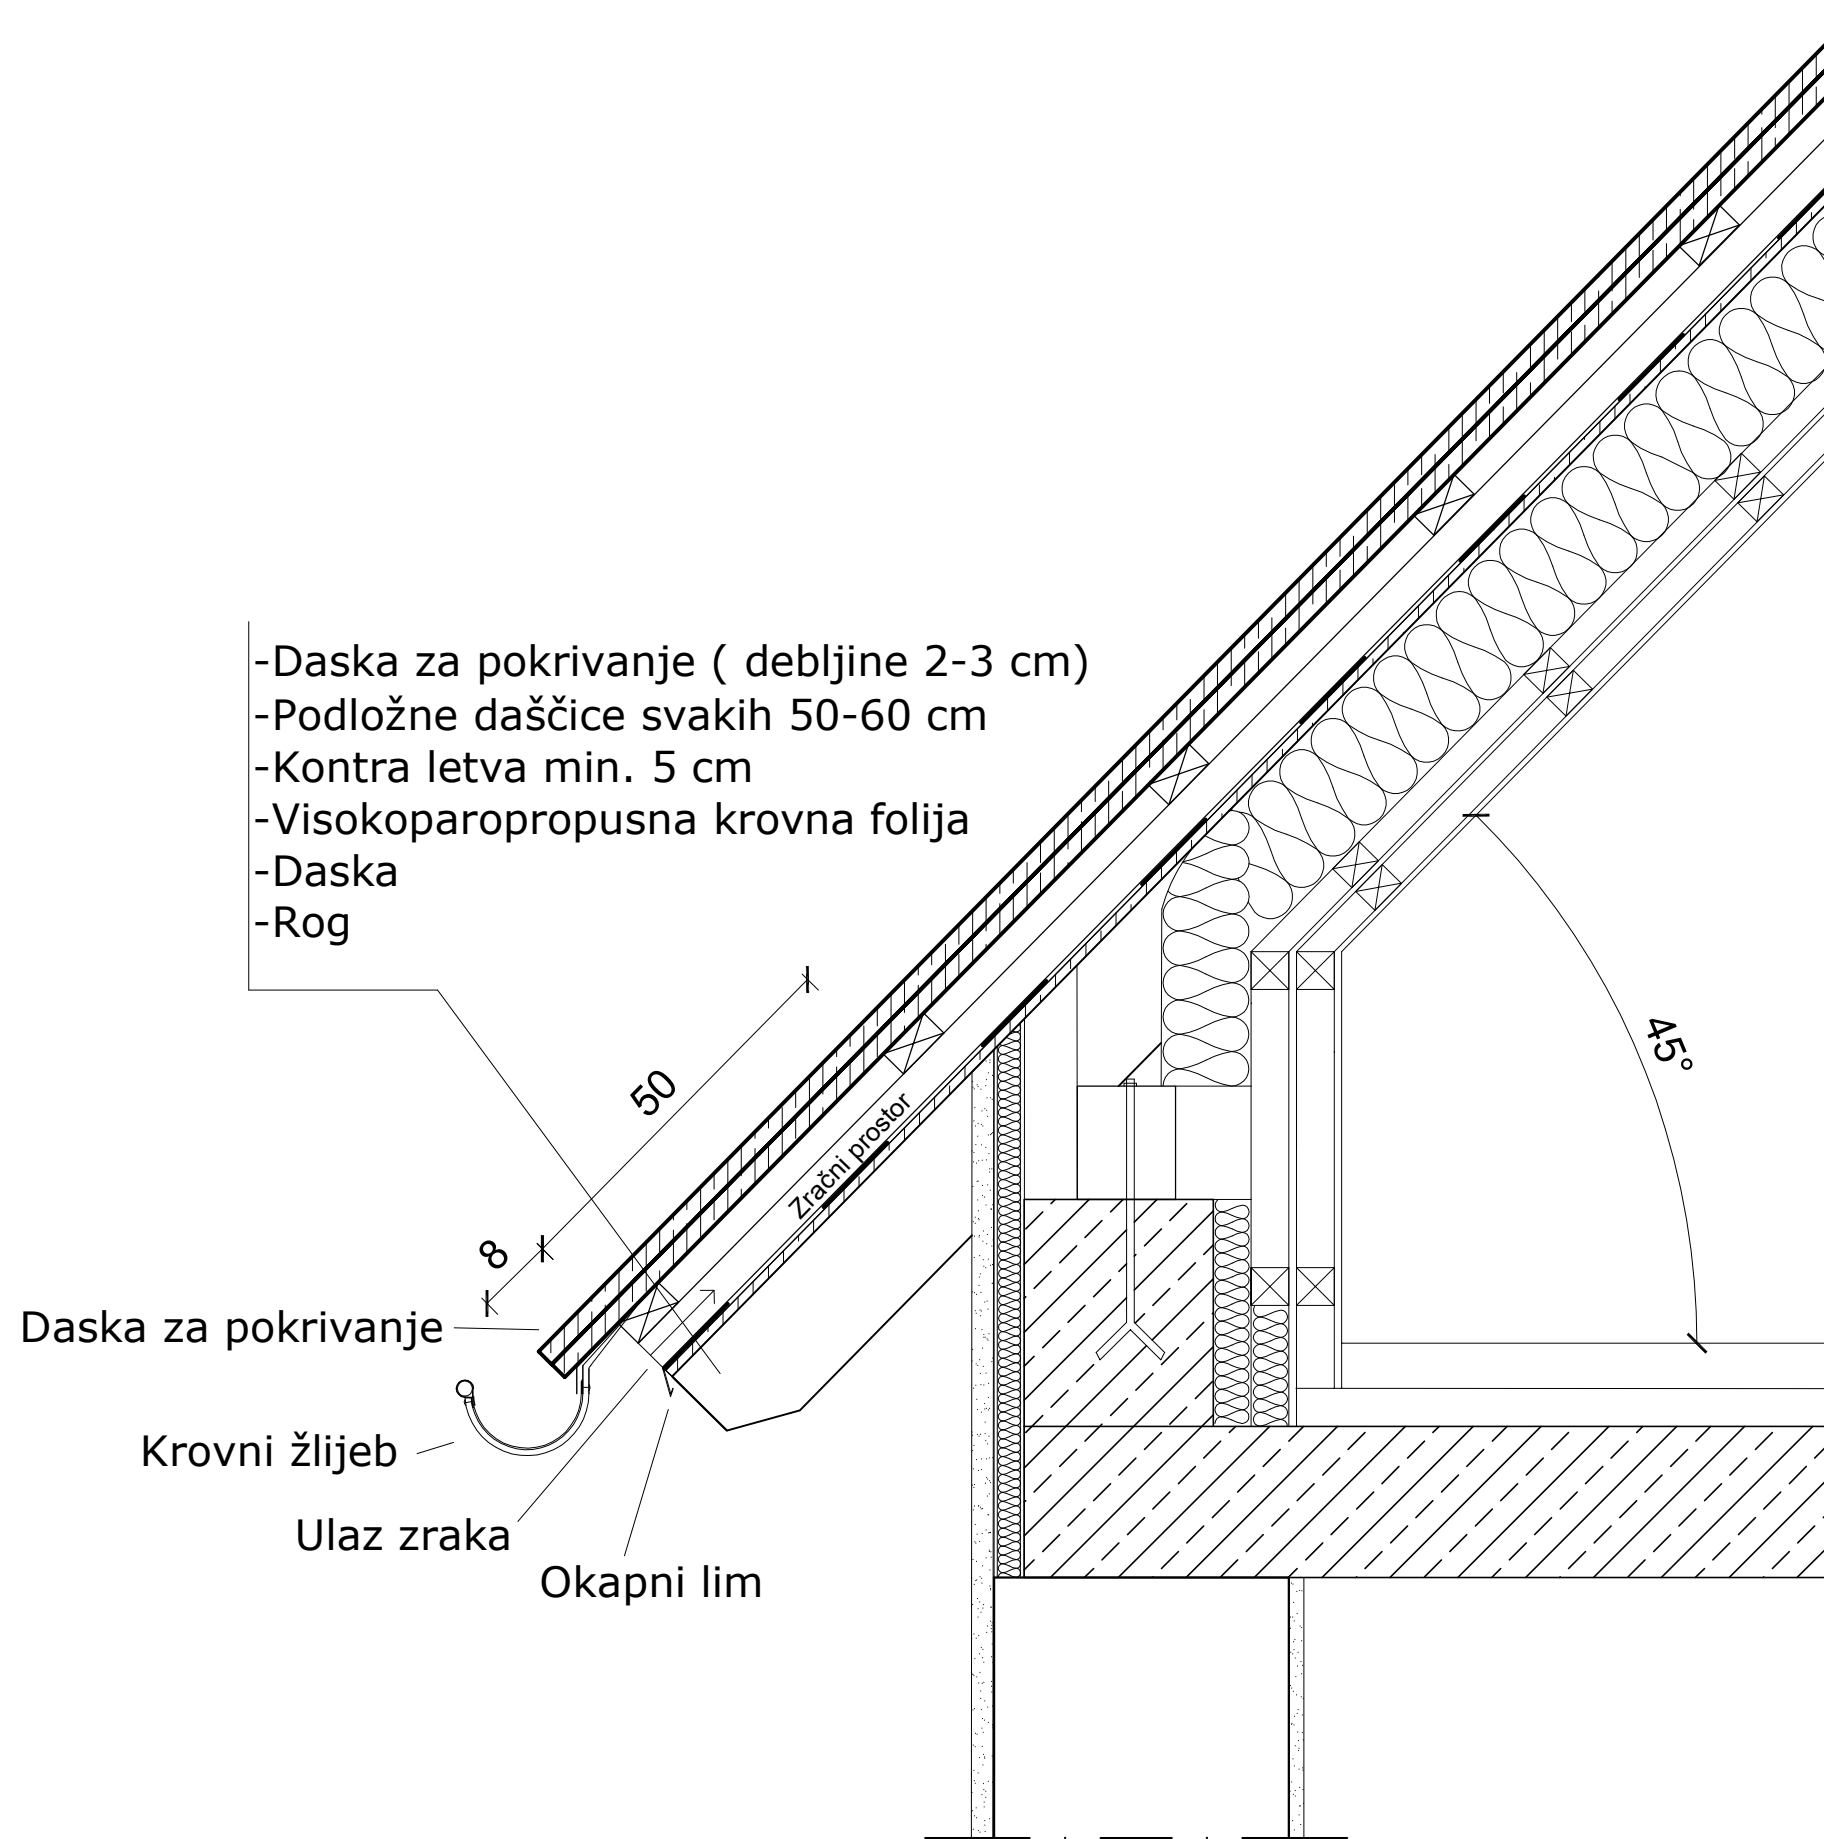 -Daska za pokrivanje ( debljine 2-3 cm)
-Podložne daščice svakih 50-60 cm
-Kontra letva min. 5 cm
-Visokoparopropusna krovna folija
-Daska
-Rog
50
8
45°
Zračni prostor
Daska za pokrivanje
Krovni žlijeb
Ulaz zraka
Okapni lim